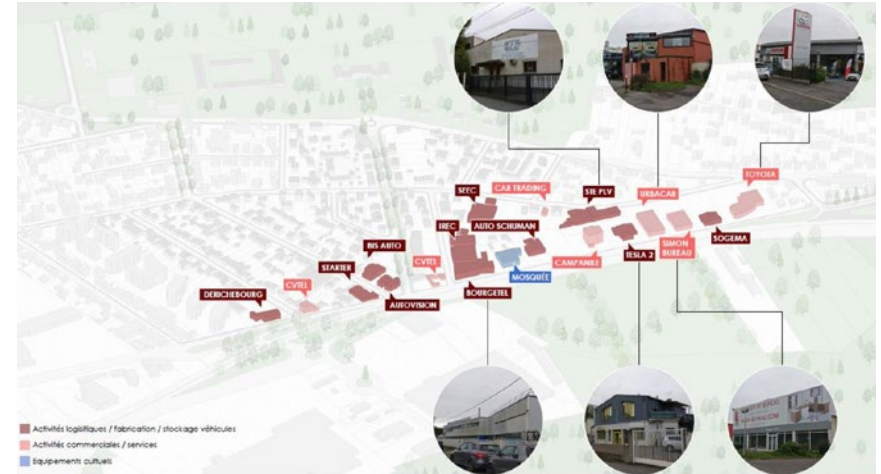 TOYOTA
SEEC
CAR TRADING
STE PLV
URBACAR
IREC
AUTO SCHUMAN
SOGEMA
BIS AUTO
CAMPANILE
TESLA 2
SIMON
BUREAU
STARTER
CVTEL
MOSQUÉE
CVTEL
AUTOVISION
BOURGETEL
DERICHEBOURG
Activités logisitiques / fabrication / stockage véhicules
Activités commerciales / services
Equipements cultuels